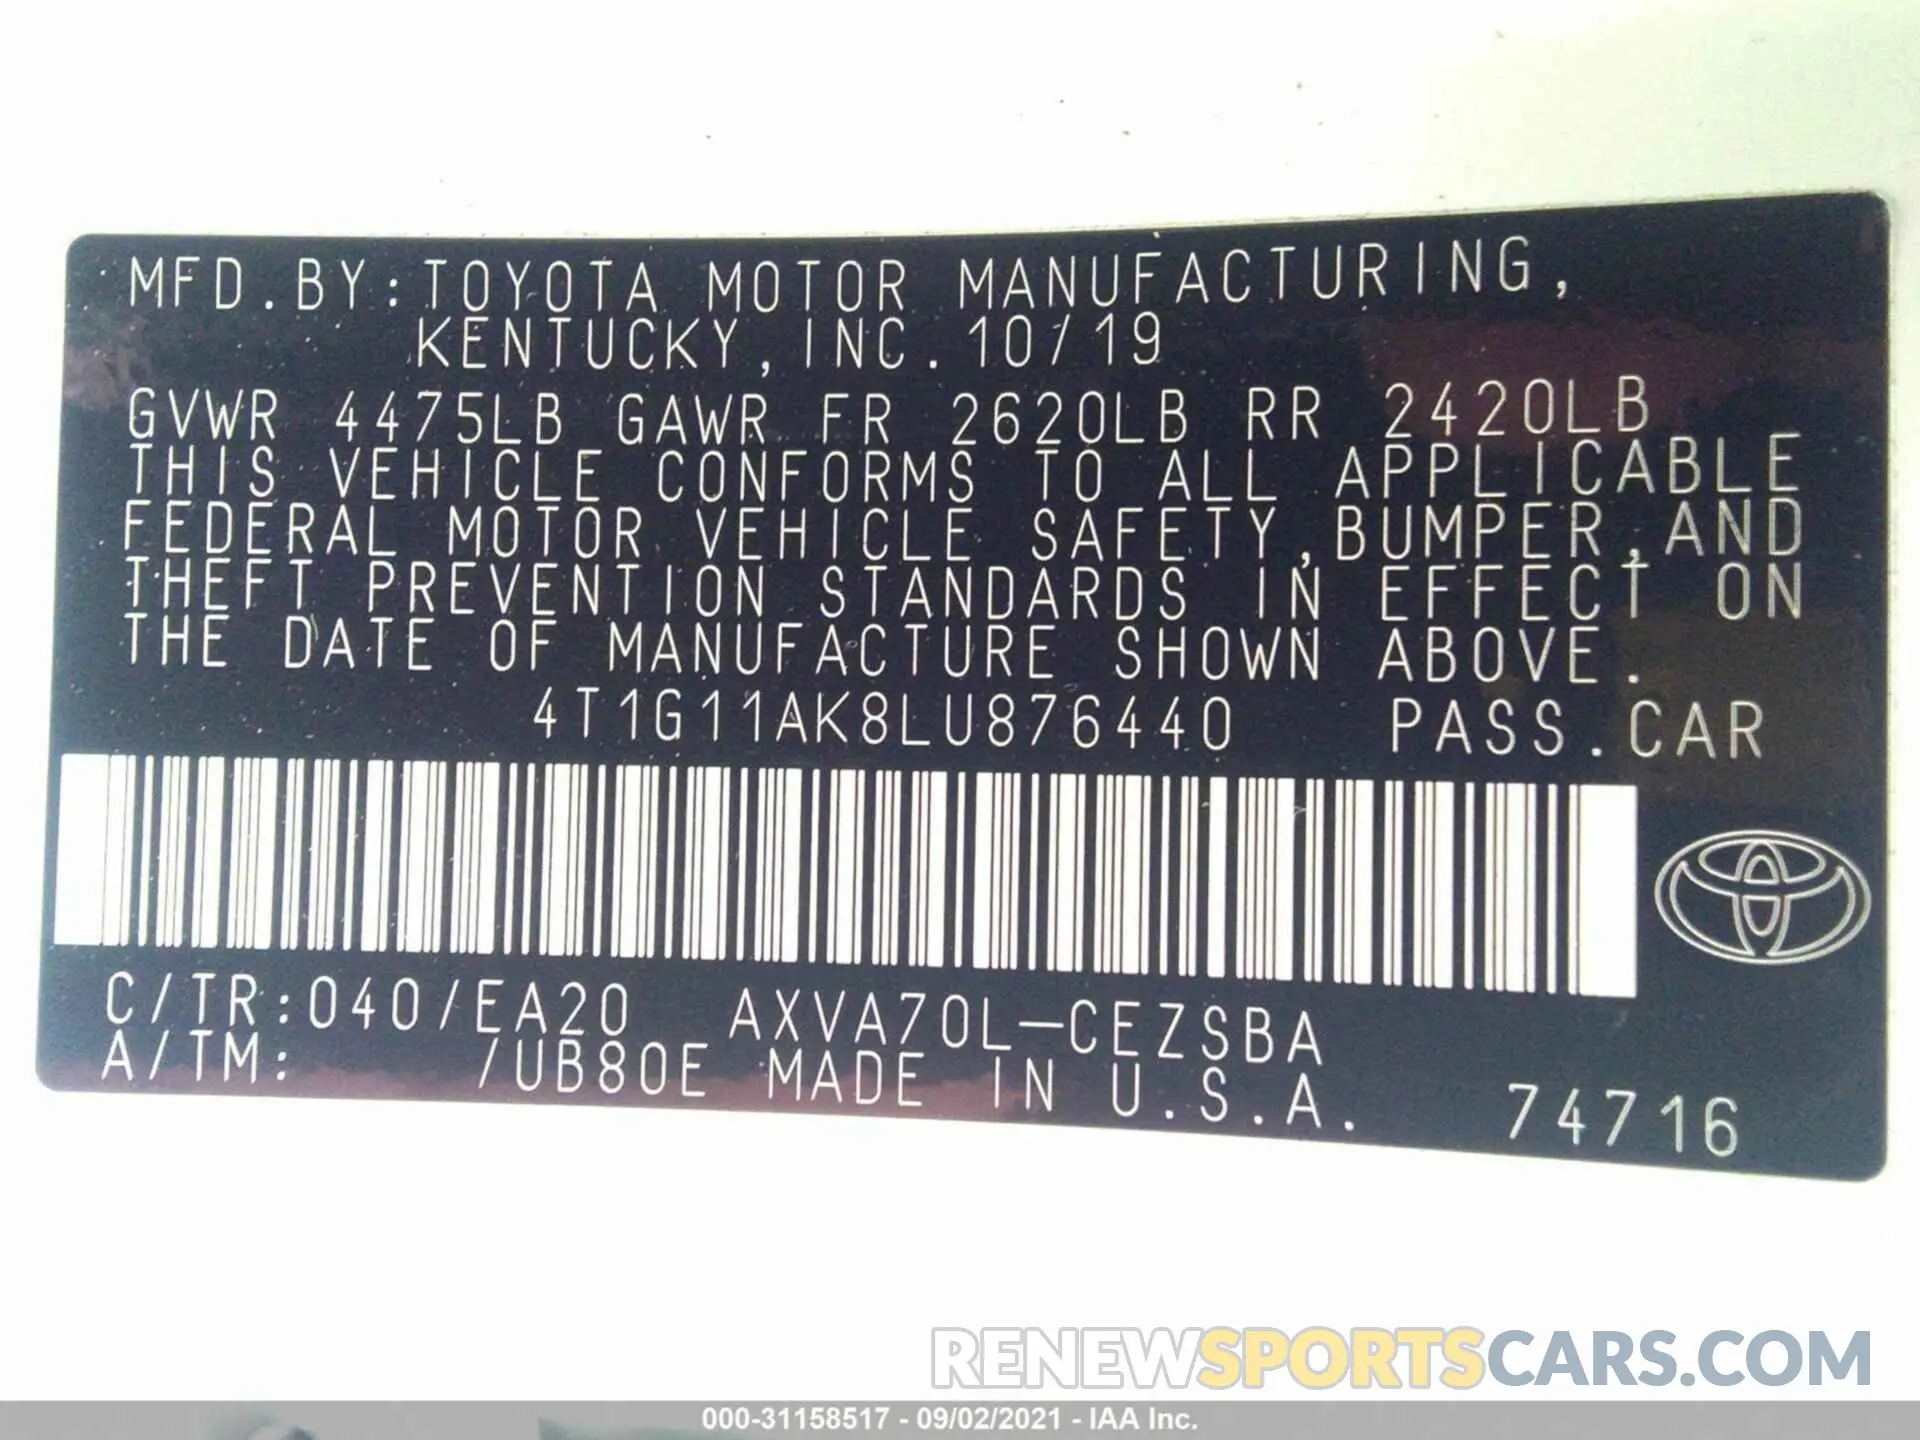 MFD.BY:TOYOTA MOTOR MANUFACTURING,
KENTUCKY,INC. 10/19
GVWR 4475LB GAWR FR 2620LB RR 2420LB
THIS VEHICLE CONFORMS TO ALL APPLICABLE
FEDERAL MOTOR VEHICLE SAFETY,BUMPER,AND
THEFT PREVENTION STANDARDS IN EFFECT ON
THE DATE OF MANUFACTURE SHOWN ABOVE.
4T1G11AK8LU876440 PASS.CAR
C/TR:040/EA20 AXVA70L-CEZSBA
A/TM: /UB80E MADE IN U.S.A. 74716
RENEWSPORTSCARS.COM
000-31158517 - 09/02/2021 - IAA Inc.